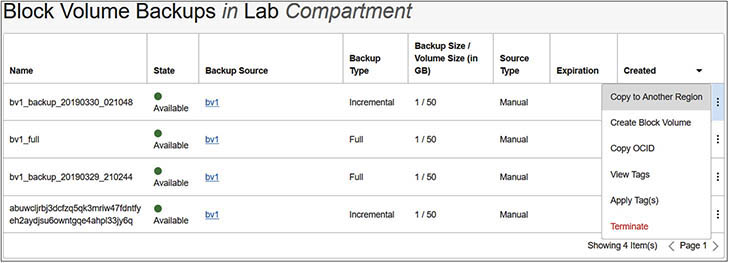 Block Volume Backups in Lab Compartment
Name State Backup Source Backup Type Backup Size / Volume Size (in GB) Source Type Expiration Created
bv1_backup_20190330_021048 Available bv1 Incremental 1 / 50 Manual
bv1_full Available bv1 Full 1 / 50 Manual
bv1_backup_20190329_210244 Available bv1 Full 1 / 50 Manual
abuwcljrbj3dcfzq5qk3mriw47fdntfy
eh2aydjsu6owntgqe4ahpl33jy6q Available bv1 Incremental 1 / 50 Manual
Copy to Another Region
Create Block Volume
Copy OCID
View Tags
Apply Tag(s)
Terminate
Showing 4 Item(s) < Page 1 >